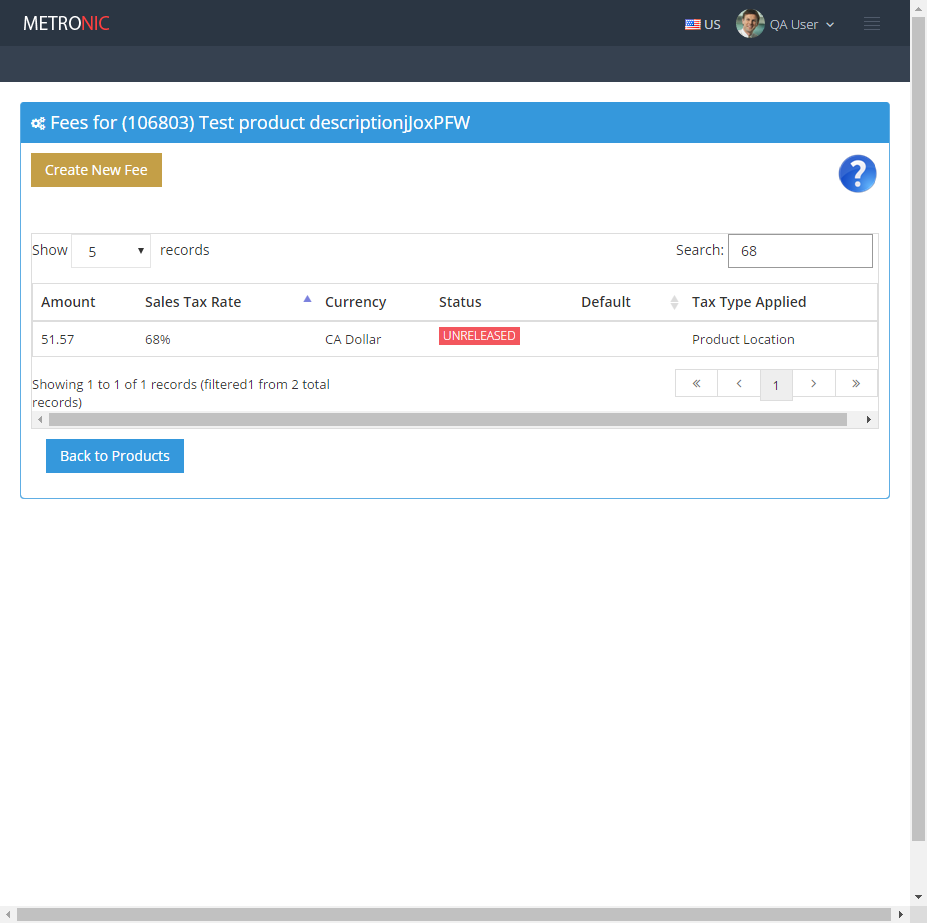 METRONIC
US
QA User
Fees for (106803) Test product descriptionjJoxPFW
Create New Fee
?
Show 5 records
Search: 68
Amount Sales Tax Rate Currency Status Default Tax Type Applied
51.57 68% CA Dollar UNRELEASED Product Location
Showing 1 to 1 of 1 records (filtered1 from 2 total
records)
« ‹ 1 › »
Back to Products